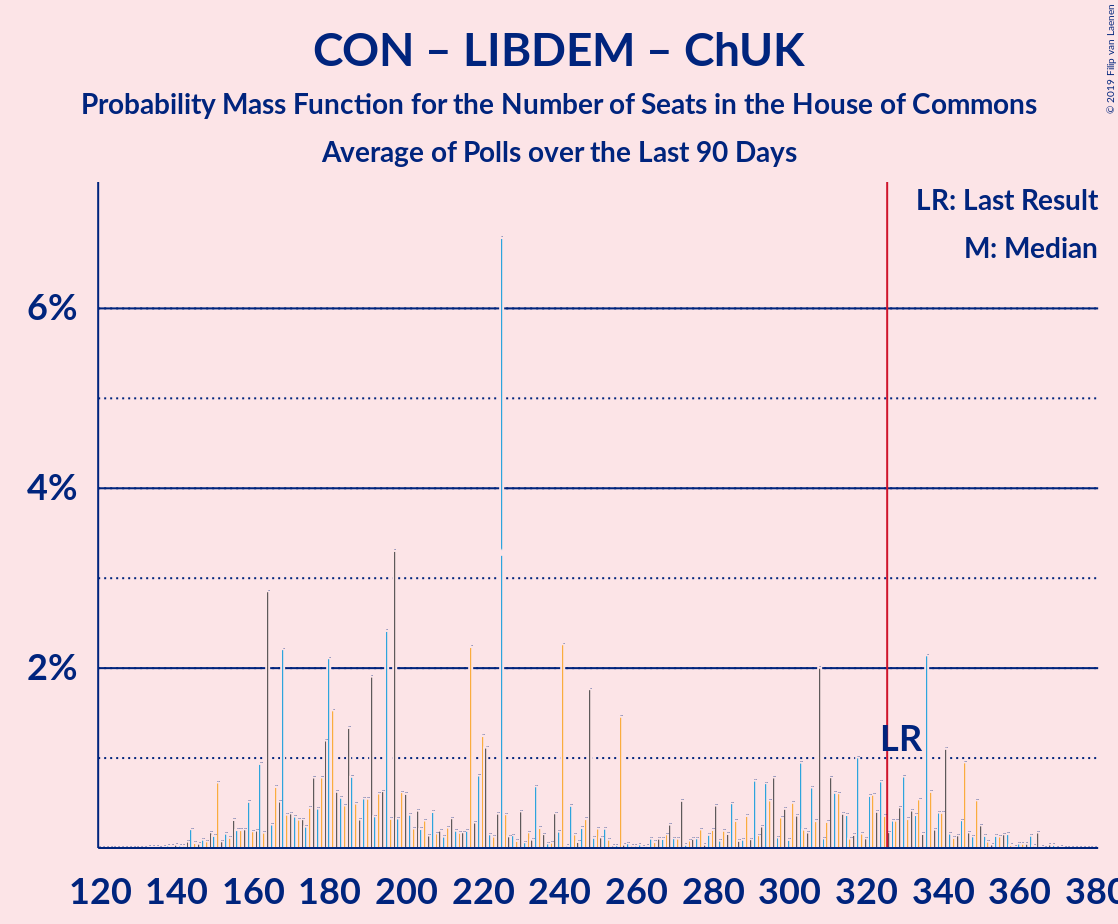 CON – LIBDEM – ChUK
Probability Mass Function for the Number of Seats in the House of Commons
Average of Polls over the Last 90 Days
© 2019 Filip van Laenen
LR: Last Result
M: Median
6%
4%
2%
LR
120 140 160 180 200 220 240 260 280 300 320 340 360 380